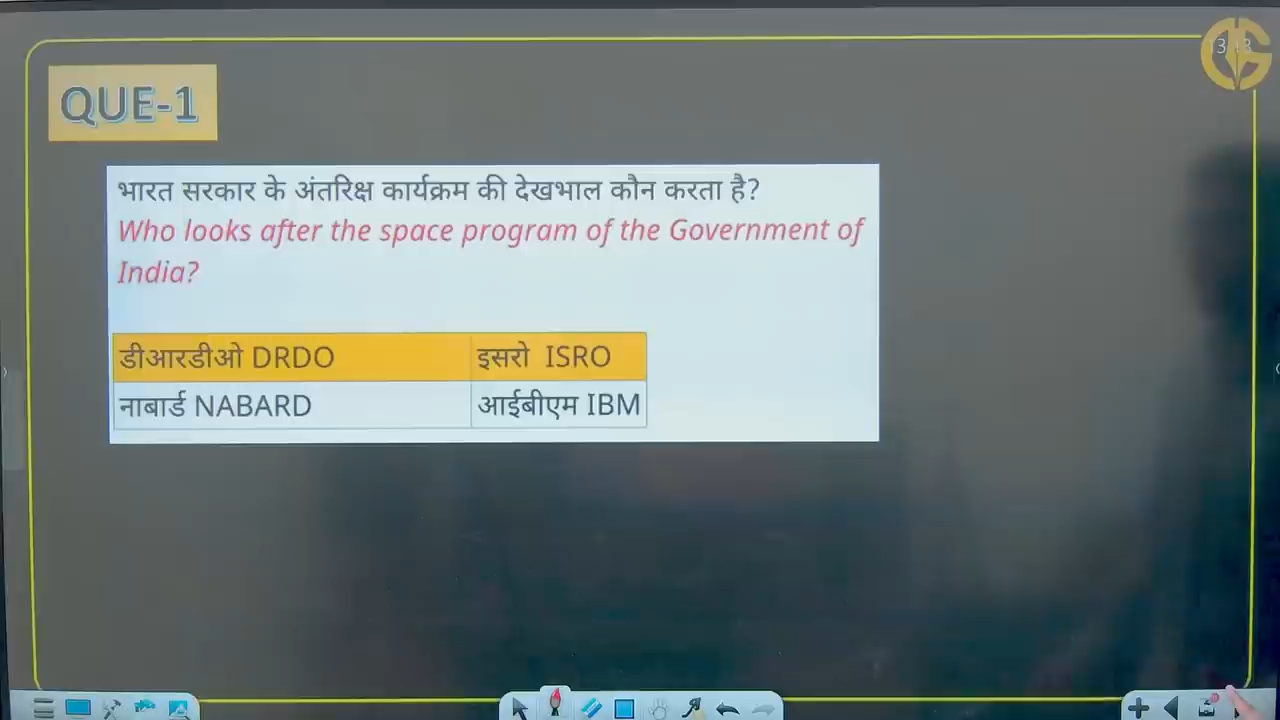 QUE-1
भारत सरकार के अंतरिक्ष कार्यक्रम की देखभाल कौन करता है?
Who looks after the space program of the Government of
India?
डीआरडीओ DRDO इसरो ISRO
नाबार्ड NABARD आईबीएम IBM